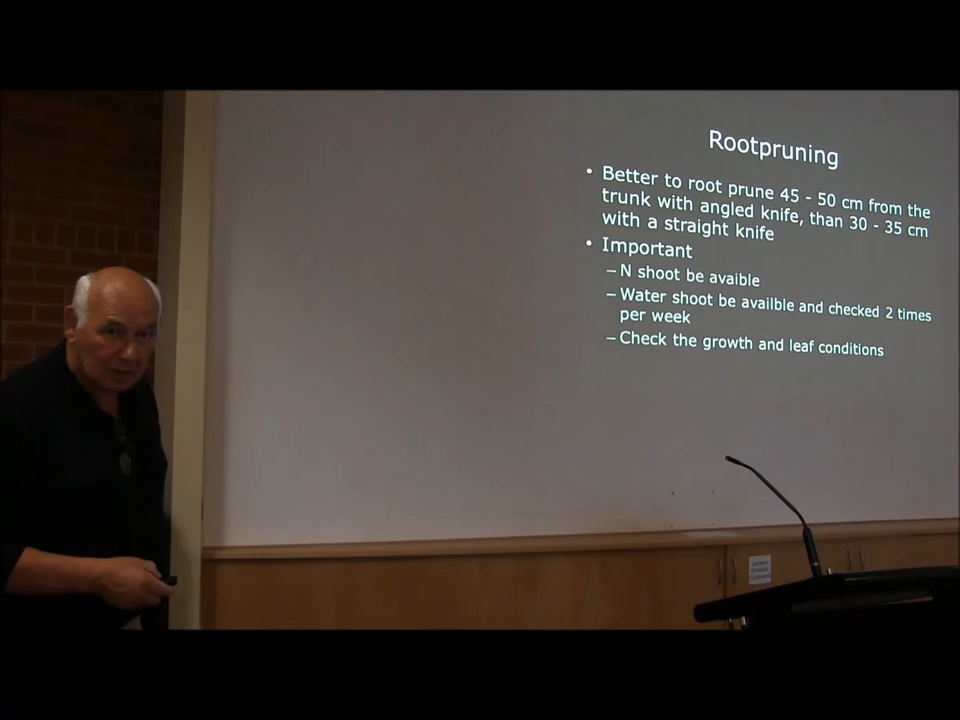 Rootpruning
• Better to root prune 45 - 50 cm from the
trunk with angled knife, than 30 - 35 cm
with a straight knife
• Important
– N shoot be avaible
– Water shoot be availble and checked 2 times
per week
– Check the growth and leaf conditions